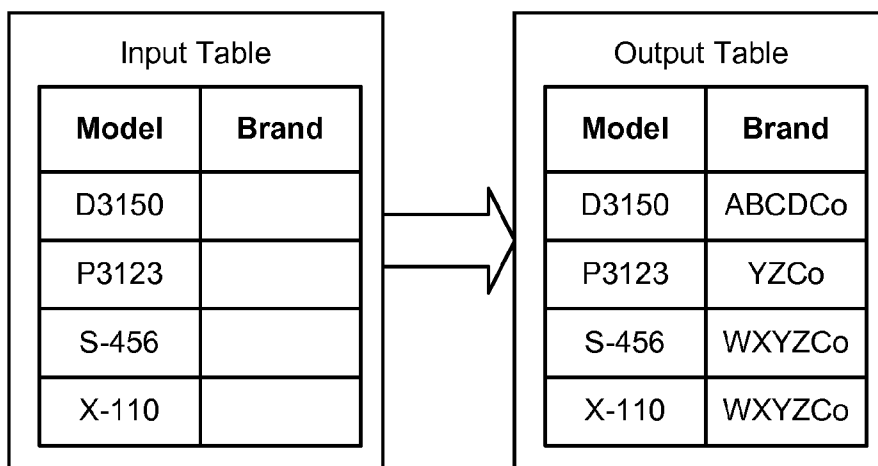 Input Table
Model Brand
D3150
P3123
S-456
X-110
Output Table
Model Brand
D3150 ABCDCo
P3123 YZCo
S-456 WXYZCo
X-110 WXYZCo